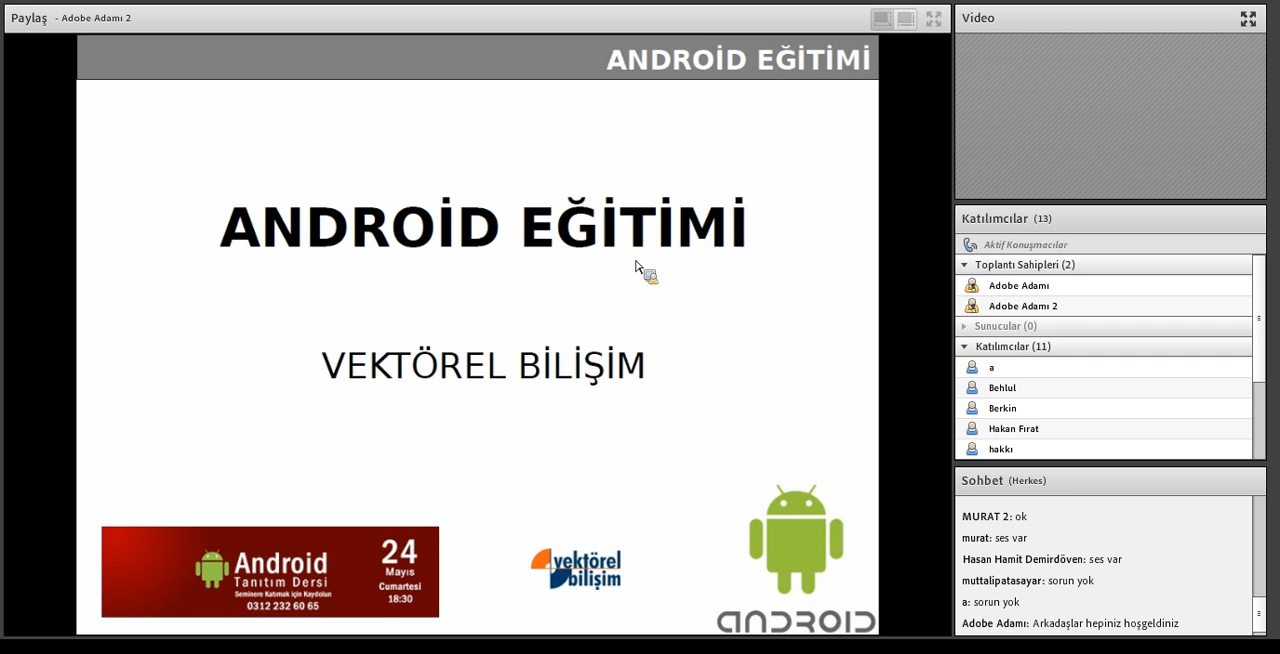 Paylaş - Adobe Adamı 2
ANDROİD EĞİTİMİ
ANDROİD EĞİTİMİ
VEKTÖREL BİLİŞİM
Android
Tanıtım Dersi
Seminere Katmak için Kaydolun
0312 232 60 65
24
Mayıs
Cumartesi
18:30
vektörel
bilişim
ANDROID
Video
Katılımcılar (13)
Aktif Konuşmacılar
Toplantı Sahipleri (2)
Adobe Adamı
Adobe Adamı 2
Sunucular (0)
Katılımcılar (11)
a
Behlul
Berkin
Hakan Fırat
hakkı
Sohbet (Herkes)
MURAT 2: ok
murat: ses var
Hasan Hamit Demirdöven: ses var
muttalipatasayar: sorun yok
a: sorun yok
Adobe Adamı: Arkadaşlar hepiniz hoşgeldiniz